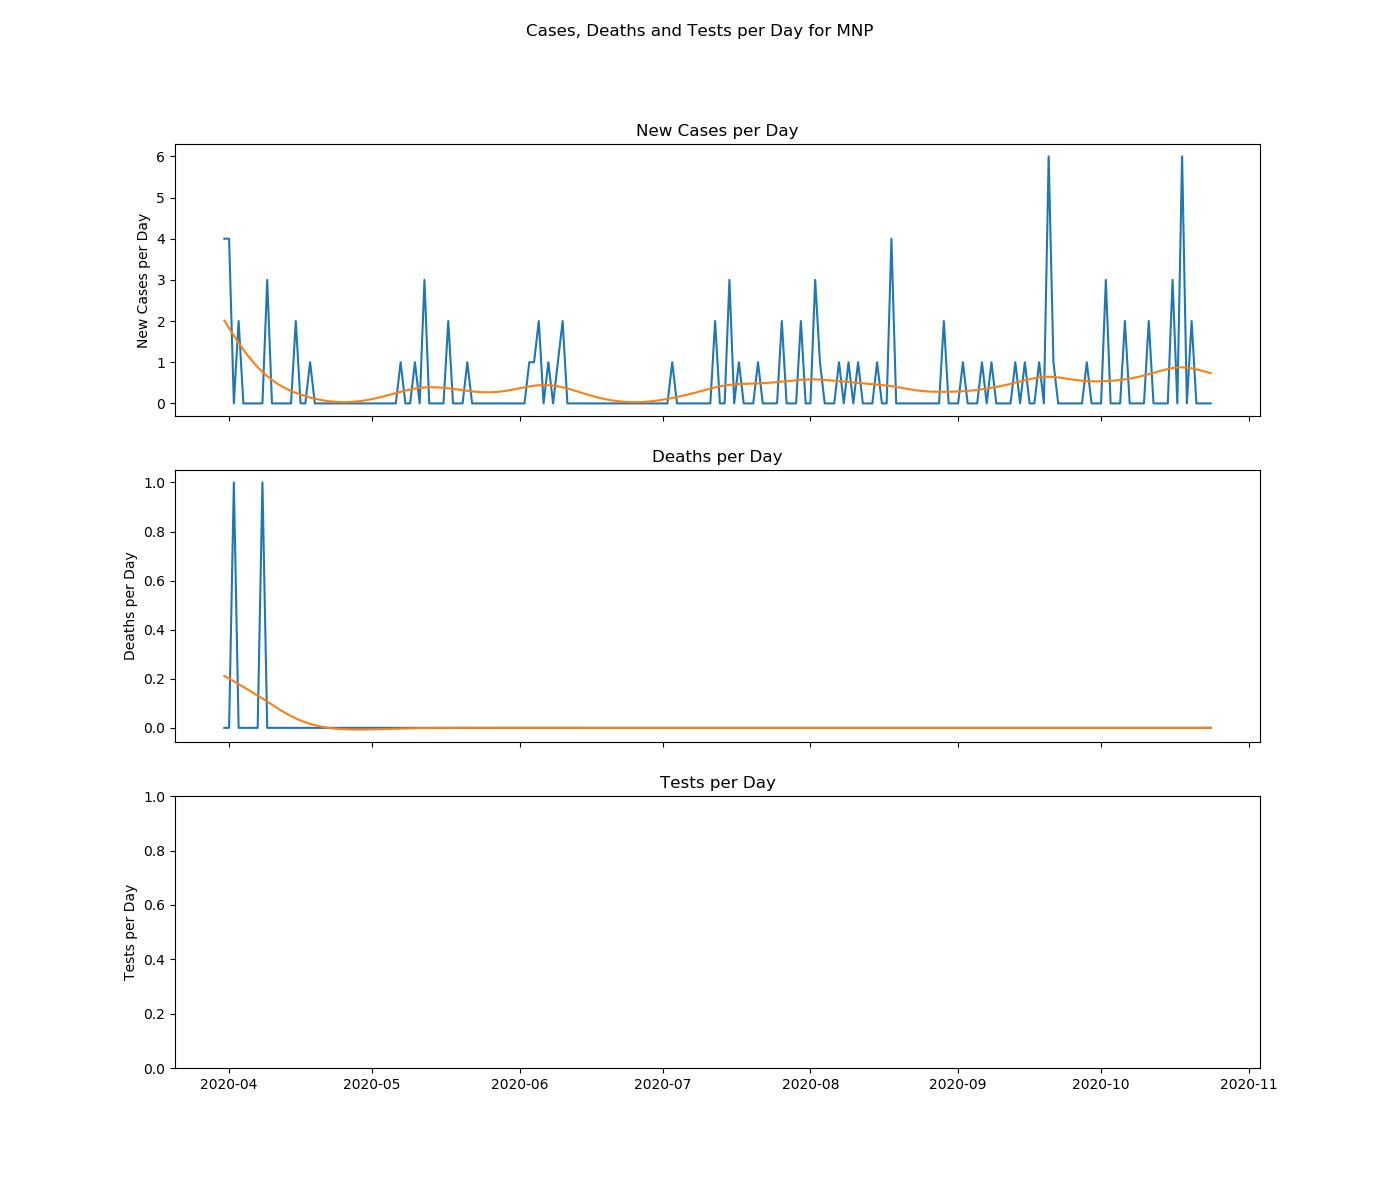 Cases, Deaths and Tests per Day for MNP
New Cases per Day
New Cases per Day
6
5
4
3
2
1
0
Deaths per Day
Deaths per Day
1.0
0.8
0.6
0.4
0.2
0.0
Tests per Day
Tests per Day
1.0
0.8
0.6
0.4
0.2
0.0
2020-04 2020-05 2020-06 2020-07 2020-08 2020-09 2020-10 2020-11